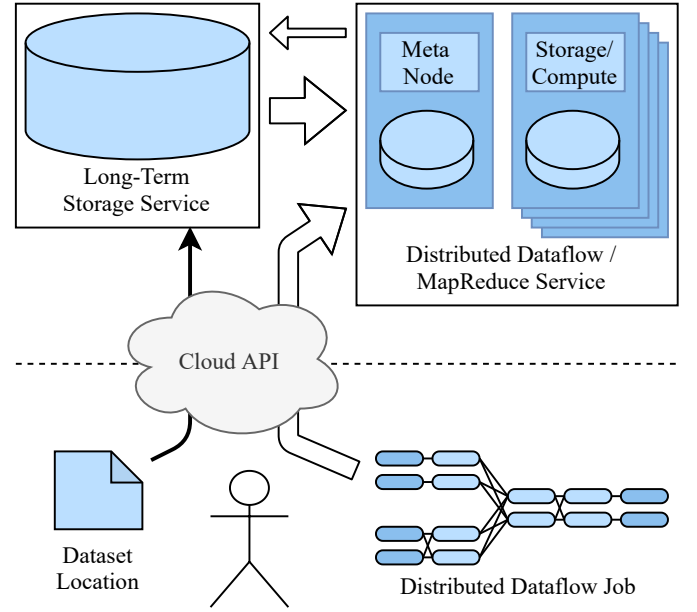 Meta
Node
Storage/
Compute
Long-Term
Storage Service
Distributed Dataflow /
MapReduce Service
Cloud API
Dataset
Location
Distributed Dataflow Job